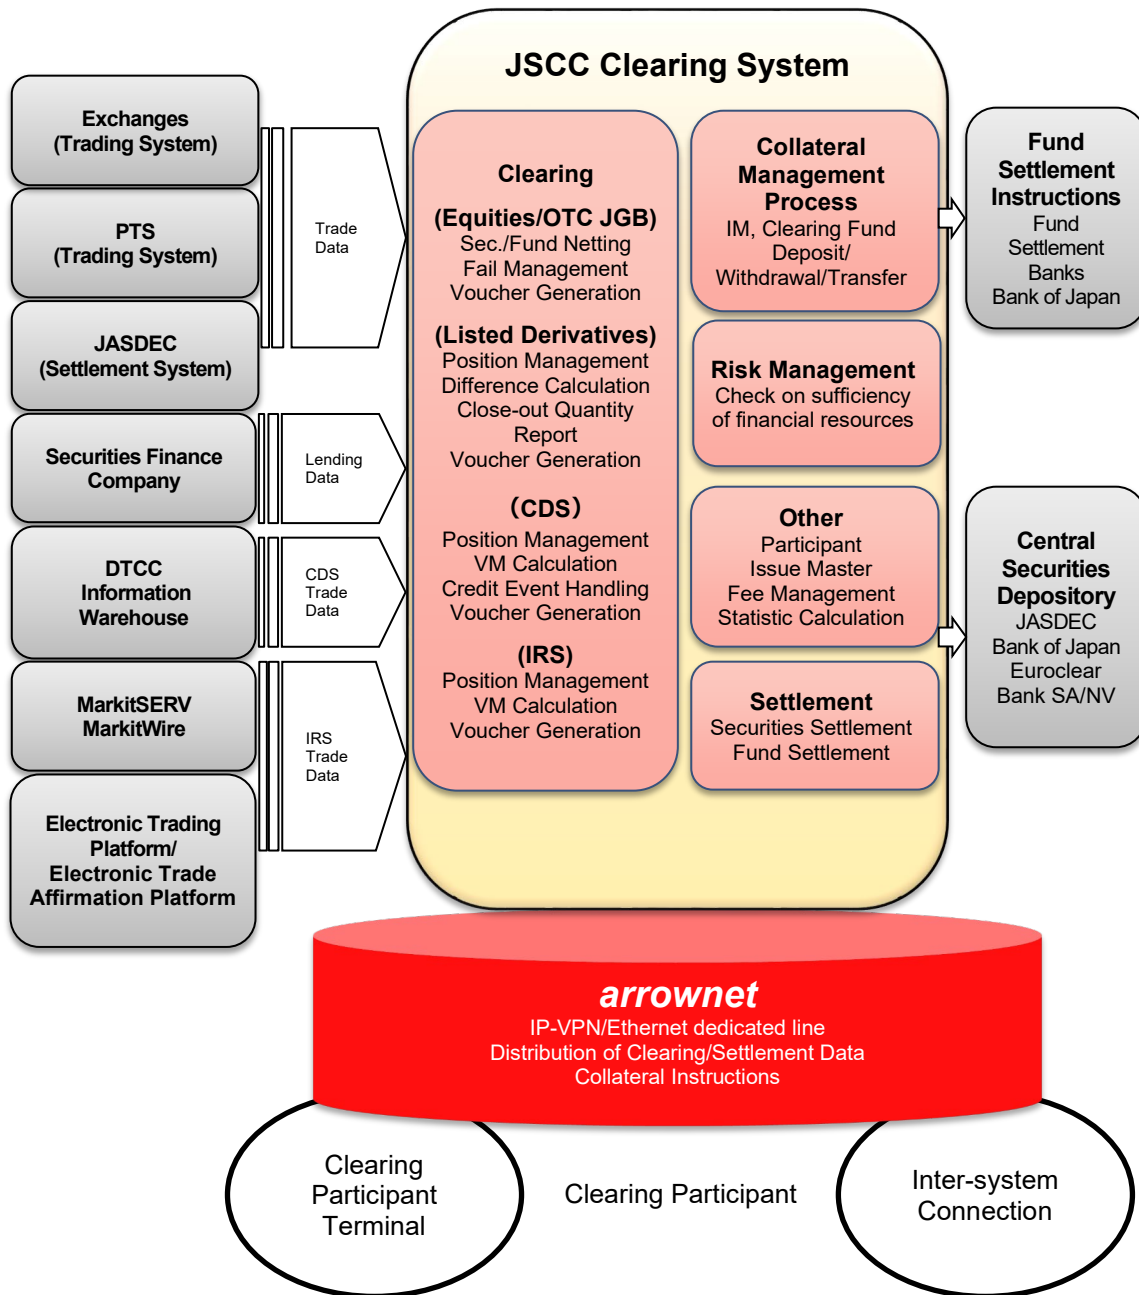 JSCC Clearing System
Exchanges
(Trading System)
PTS
(Trading System)
JASDEC
(Settlement System)
Securities Finance
Company
DTCC
Information
Warehouse
MarkitSERV
MarkitWire
Electronic Trading
Platform/
Electronic Trade
Affirmation Platform
Trade
Data
Lending
Data
CDS
Trade
Data
IRS
Trade
Data
Clearing
(Equities/OTC JGB)
Sec./Fund Netting
Fail Management
Voucher Generation
(Listed Derivatives)
Position Management
Difference Calculation
Close-out Quantity
Report
Voucher Generation
（CDS）
Position Management
VM Calculation
Credit Event Handling
Voucher Generation
(IRS)
Position Management
VM Calculation
Voucher Generation
Collateral
Management
Process
IM, Clearing Fund
Deposit/
Withdrawal/Transfer
Risk Management
Check on sufficiency
of financial resources
Other
Participant
Issue Master
Fee Management
Statistic Calculation
Settlement
Securities Settlement
Fund Settlement
Fund
Settlement
Instructions
Fund
Settlement
Banks
Bank of Japan
Central
Securities
Depository
JASDEC
Bank of Japan
Euroclear
Bank SA/NV
arrownet
IP-VPN/Ethernet dedicated line
Distribution of Clearing/Settlement Data
Collateral Instructions
Clearing
Participant
Terminal
Clearing Participant
Inter-system
Connection